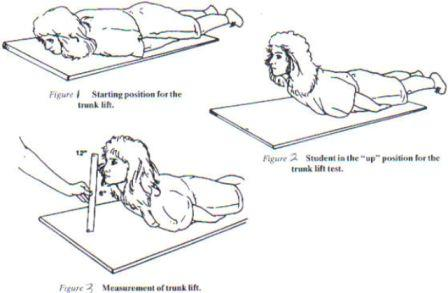 Figure 1 Starting position for the
trunk lift.
Figure 2 Student in the "up" position for the
trunk lift test.
12"
6"
Figure 3 Measurement of trunk lift.